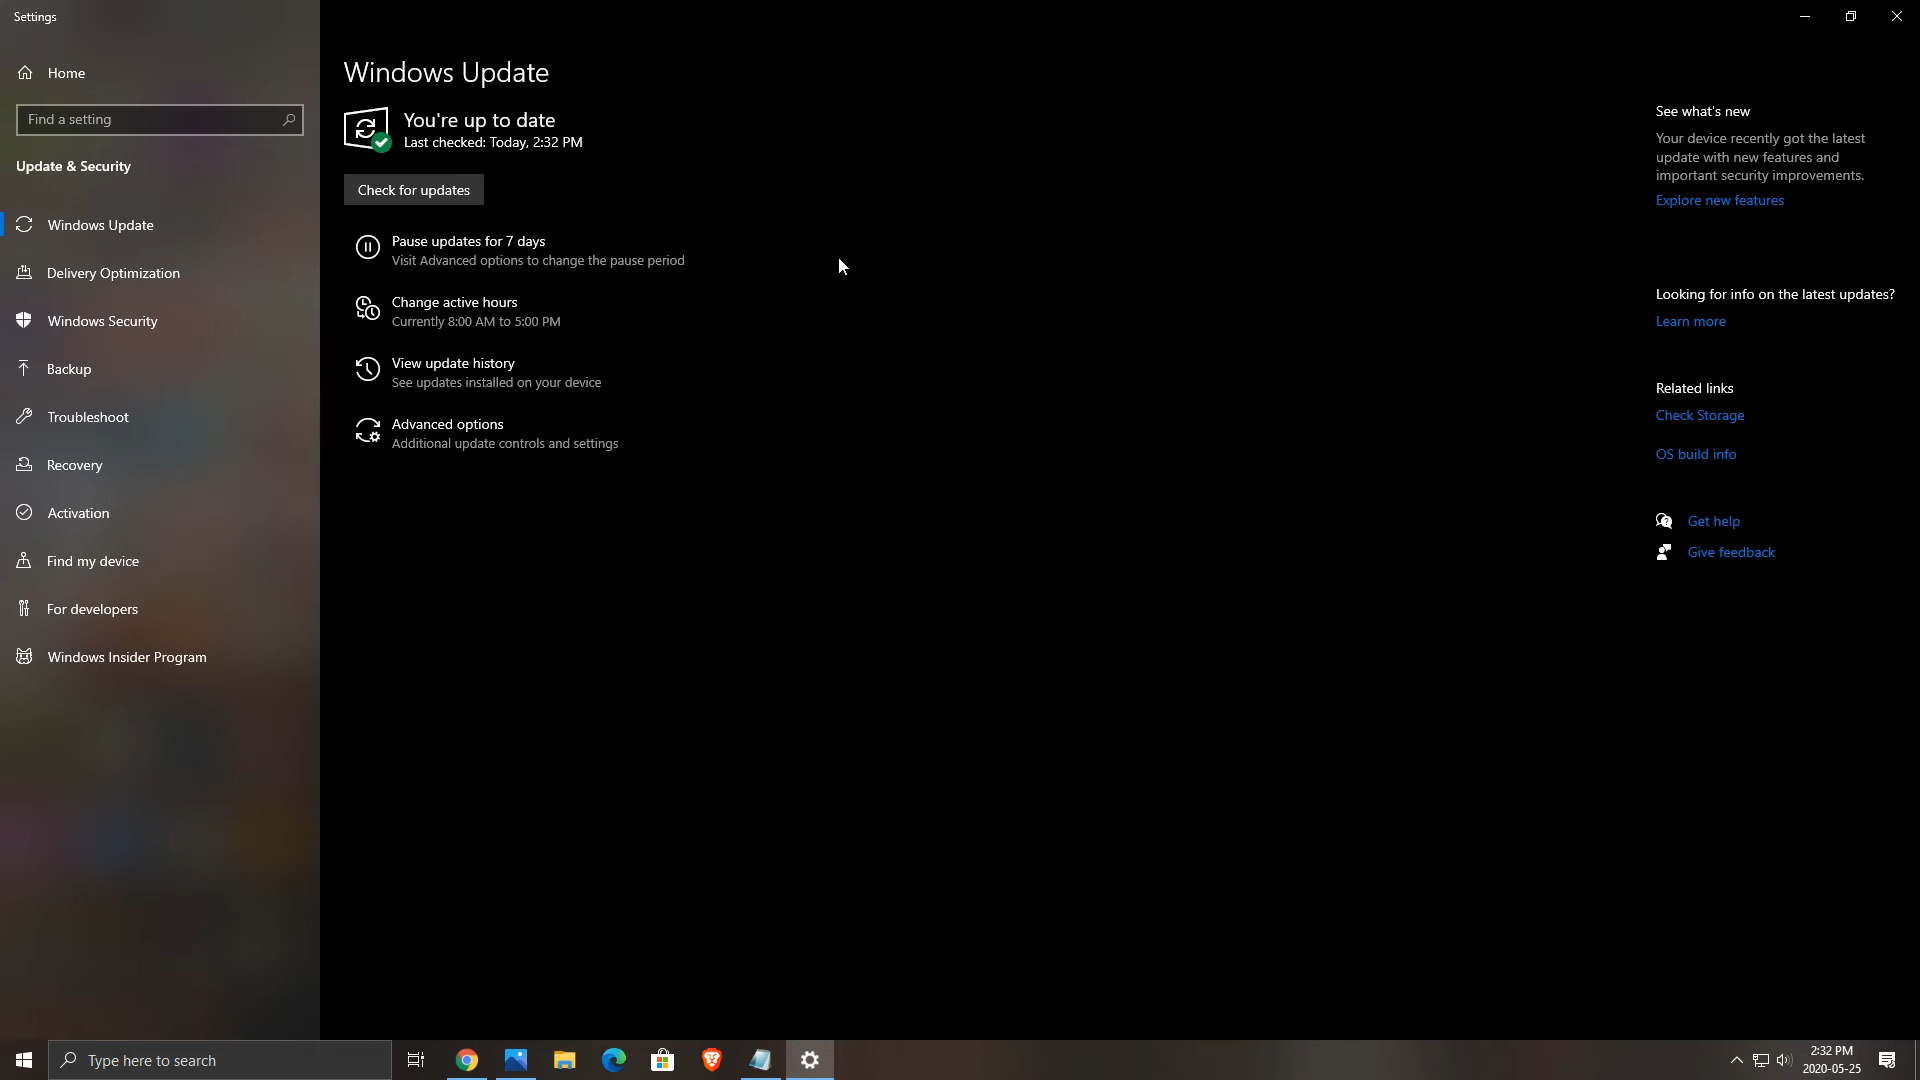 Settings
Home
Find a setting
Update & Security
Windows Update
Delivery Optimization
Windows Security
Backup
Troubleshoot
Recovery
Activation
Find my device
For developers
Windows Insider Program
Windows Update
You're up to date
Last checked: Today, 2:32 PM
Check for updates
Pause updates for 7 days
Visit Advanced options to change the pause period
Change active hours
Currently 8:00 AM to 5:00 PM
View update history
See updates installed on your device
Advanced options
Additional update controls and settings
See what's new
Your device recently got the latest
update with new features and
important security improvements.
Explore new features
Looking for info on the latest updates?
Learn more
Related links
Check Storage
OS build info
Get help
Give feedback
Type here to search
2:32 PM
2020-05-25